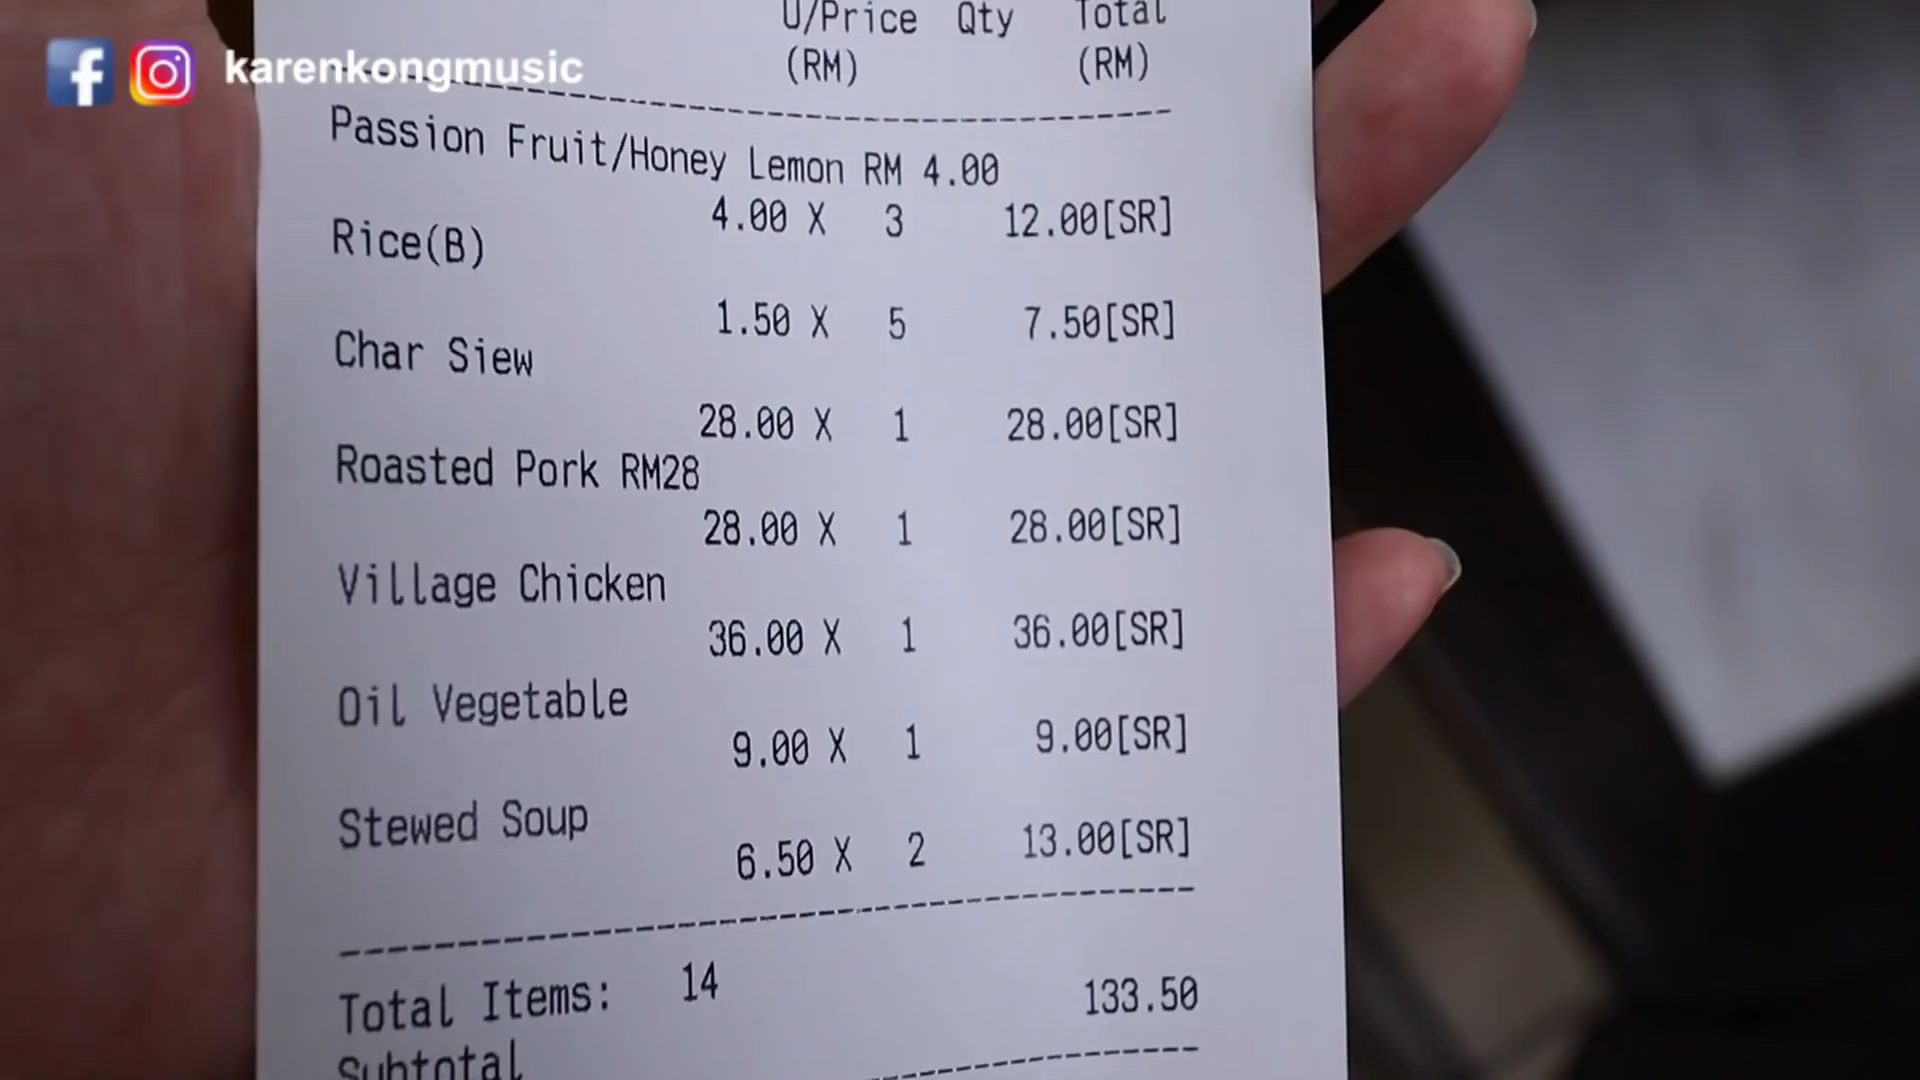 karenkongmusic
U/Price Qty Total
(RM) (RM)
Passion Fruit/Honey Lemon RM 4.00
4.00 X 3 12.00[SR]
Rice(B)
1.50 X 5 7.50[SR]
Char Siew
28.00 X 1 28.00[SR]
Roasted Pork RM28
28.00 X 1 28.00[SR]
Village Chicken
36.00 X 1 36.00[SR]
Oil Vegetable
9.00 X 1 9.00[SR]
Stewed Soup
6.50 X 2 13.00[SR]
Total Items: 14
Subtotal 133.50